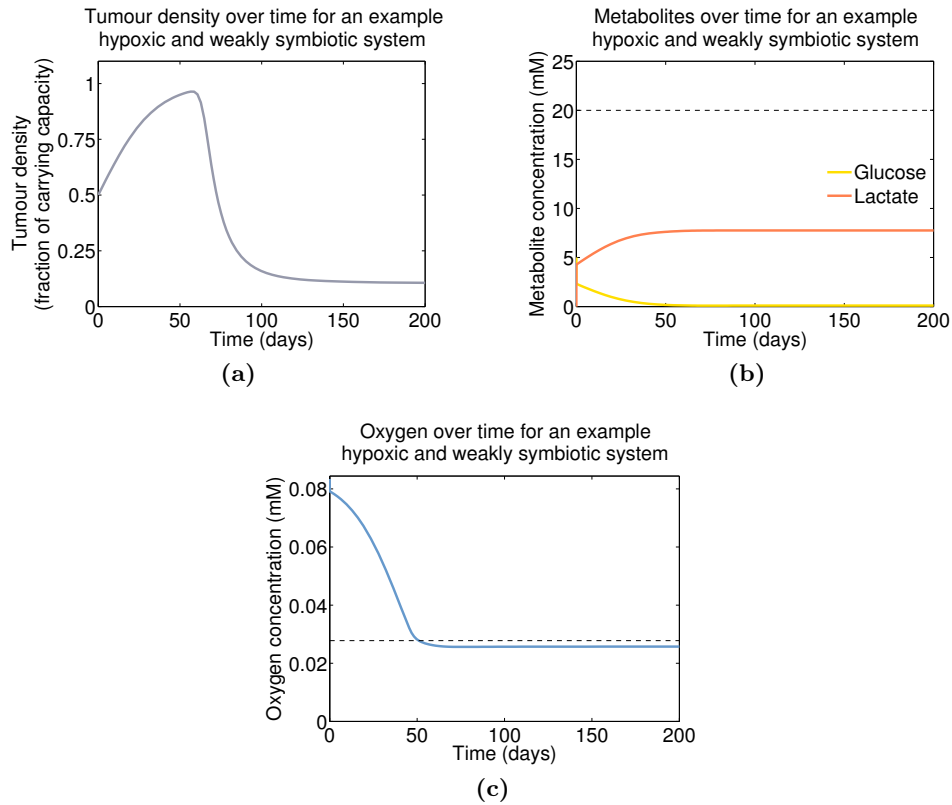 Tumour density over time for an example
hypoxic and weakly symbiotic system
Tumour density
(fraction of carrying capacity)
1
0.75
0.5
0.25
0
0 50 100 150 200
Time (days)
(a)
Metabolites over time for an example
hypoxic and weakly symbiotic system
Metabolite concentration (mM)
25
20
15
10
5
0
Glucose
Lactate
0 50 100 150 200
Time (days)
(b)
Oxygen over time for an example
hypoxic and weakly symbiotic system
Oxygen concentration (mM)
0.08
0.06
0.04
0.02
0
0 50 100 150 200
Time (days)
(c)